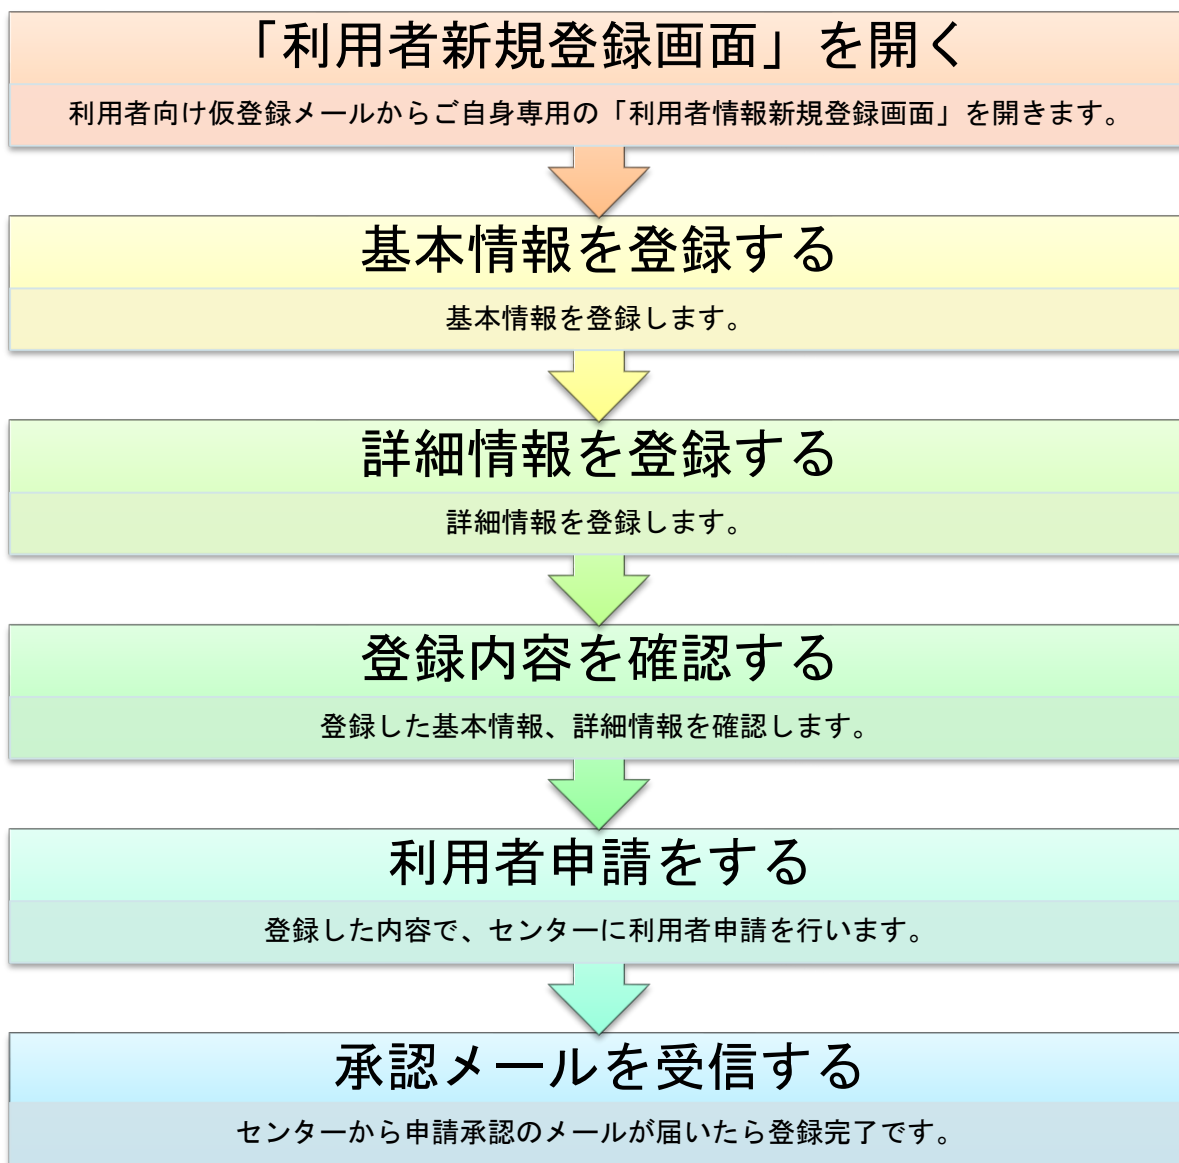 「利用者新規登録画面」を開く
利用者向け仮登録メールからご自身専用の「利用者情報新規登録画面」を開きます。
基本情報を登録する
基本情報を登録します。
詳細情報を登録する
詳細情報を登録します。
登録内容を確認する
登録した基本情報、詳細情報を確認します。
利用者申請をする
登録した内容で、センターに利用者申請を行います。
承認メールを受信する
センターから申請承認のメールが届いたら登録完了です。